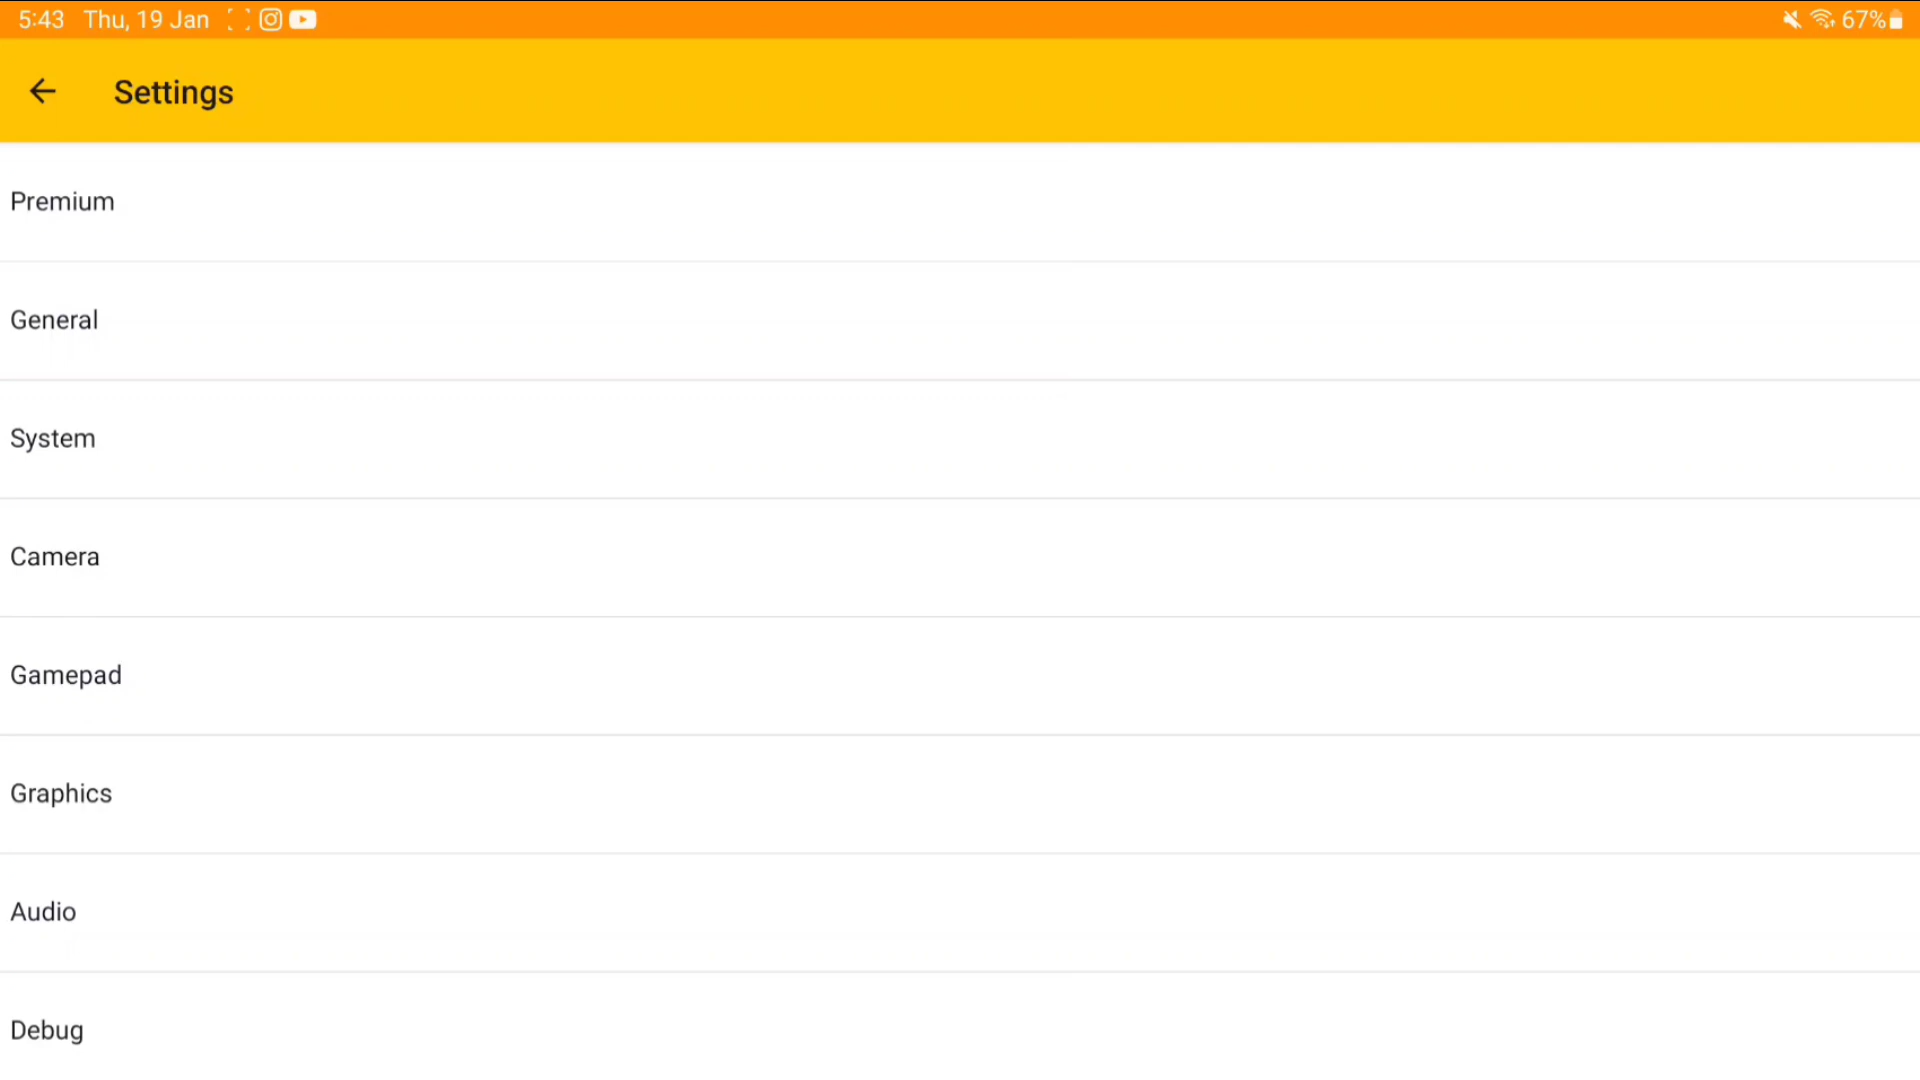 5:43 Thu, 19 Jan 67%
Settings
Premium
General
System
Camera
Gamepad
Graphics
Audio
Debug